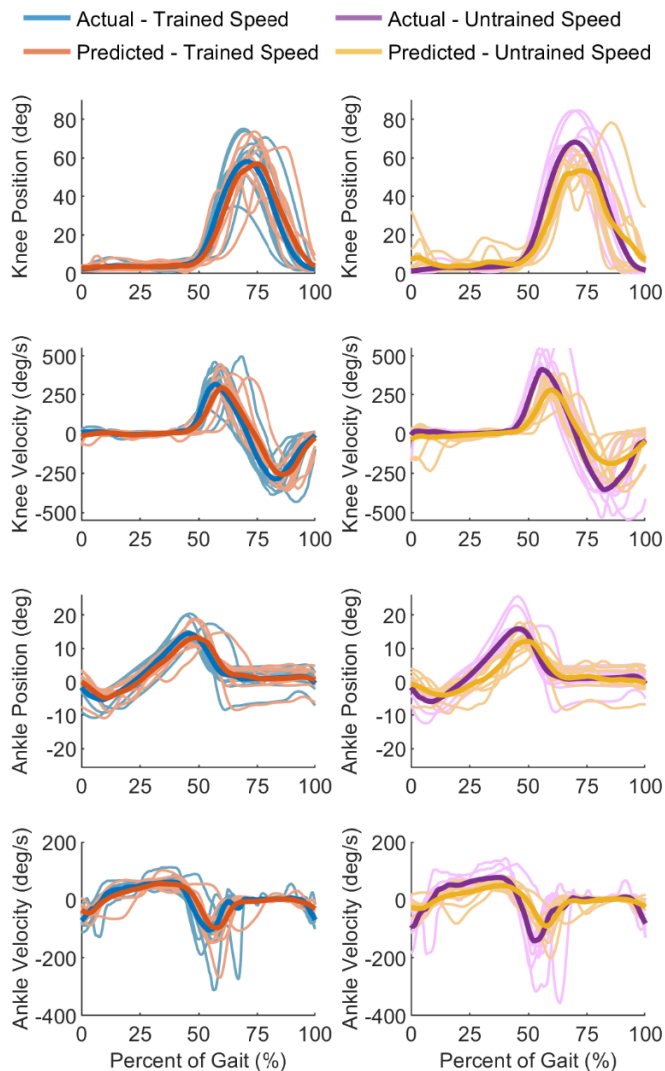 Actual - Trained Speed Actual - Untrained Speed
Predicted - Trained Speed Predicted - Untrained Speed
Knee Position (deg)
80
60
40
20
0
0 25 50 75 100
Knee Position (deg)
80
60
40
20
0
0 25 50 75 100
Knee Velocity (deg/s)
500
250
0
-250
-500
0 25 50 75 100
Knee Velocity (deg/s)
500
250
0
-250
-500
0 25 50 75 100
Ankle Position (deg)
20
10
0
-10
-20
0 25 50 75 100
Ankle Position (deg)
20
10
0
-10
-20
0 25 50 75 100
Ankle Velocity (deg/s)
200
0
-200
-400
0 25 50 75 100
Percent of Gait (%)
Ankle Velocity (deg/s)
200
0
-200
-400
0 25 50 75 100
Percent of Gait (%)